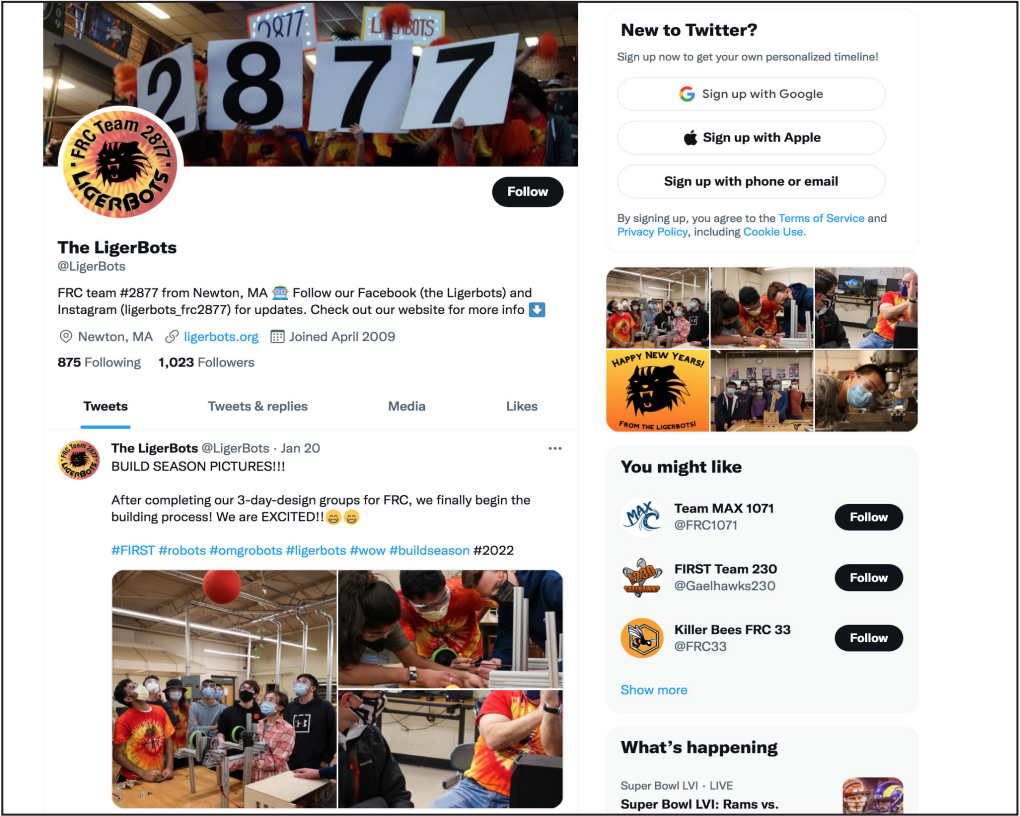 2877
LIGERBOTS
2 8 7 7
FRC Team 2877
LIGERBOTS
Follow
The LigerBots
@LigerBots
FRC team #2877 from Newton, MA 🤖 Follow our Facebook (the Ligerbots) and
Instagram (ligerbots_frc2877) for updates. Check out our website for more info ⬇️
Newton, MA ligerbots.org Joined April 2009
875 Following 1,023 Followers
Tweets Tweets & replies Media Likes
The LigerBots @LigerBots · Jan 20
BUILD SEASON PICTURES!!!
After completing our 3-day-design groups for FRC, we finally begin the
building process! We are EXCITED!!😄😄
#FIRST #robots #omgrobots #ligerbots #wow #buildseason #2022
New to Twitter?
Sign up now to get your own personalized timeline!
Sign up with Google
Sign up with Apple
Sign up with phone or email
By signing up, you agree to the Terms of Service and
Privacy Policy, including Cookie Use.
HAPPY NEW YEARS!
FROM THE LIGERBOTS!
You might like
MAX
Team MAX 1071
@FRC1071
Follow
FIRST Team 230
@Gaelhawks230
Follow
Killer Bees FRC 33
@FRC33
Follow
Show more
What's happening
Super Bowl LVI · LIVE
Super Bowl LVI: Rams vs.